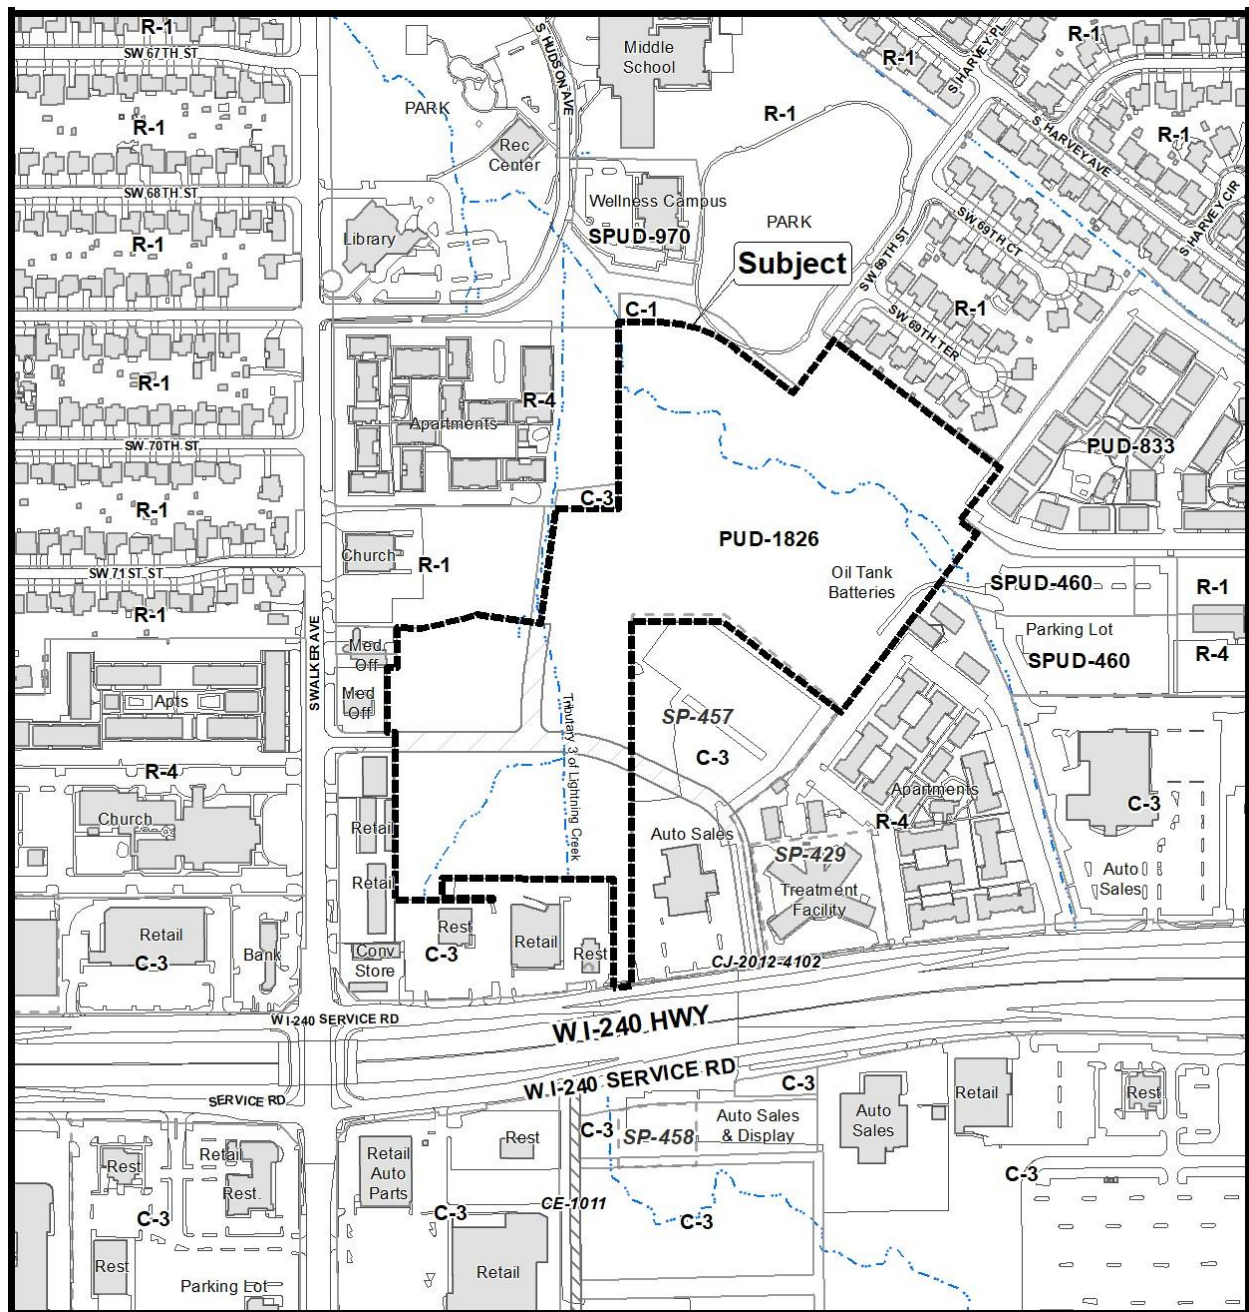 R-1
SW 67TH ST
R-1
SW 68TH ST
R-1
R-1
SW 70TH ST
R-1
SW 71ST ST
R-1
PARK
S HUDSON AVE
Middle
School
R-1
R-1
S HARVEY PL
R-1
R-1
S HARVEY AVE
S HARVEY CIR
Rec
Center
Library
Wellness Campus
SPUD-970
PARK
Subject
SW 69TH ST
SW 69TH CT
R-1
SW 69TH TER
C-1
R-4
Apartments
C-3
PUD-833
PUD-1826
Oil Tank
Batteries
SPUD-460
R-1
Parking Lot
SPUD-460
R-4
Church
R-1
S WALKER AVE
Med
Off
Med
Off
Apts
R-4
Church
Tributary 3 of Lightning Creek
SP-457
C-3
Apartments
R-4
C-3
Auto
Sales
Auto Sales
SP-429
Treatment
Facility
Retail
Retail
Retail
C-3
Bank
Conv
Store
Rest
C-3
Retail
Rest
CJ-2012-4102
W I-240 SERVICE RD
W I-240 HWY
W I-240 SERVICE RD
SERVICE RD
C-3
Auto Sales
& Display
C-3
SP-458
Auto
Sales
Retail
Rest
Rest
Retail
Rest.
C-3
Retail
Auto
Parts
Rest
CE-1011
C-3
C-3
C-3
Rest
Parking Lot
Retail